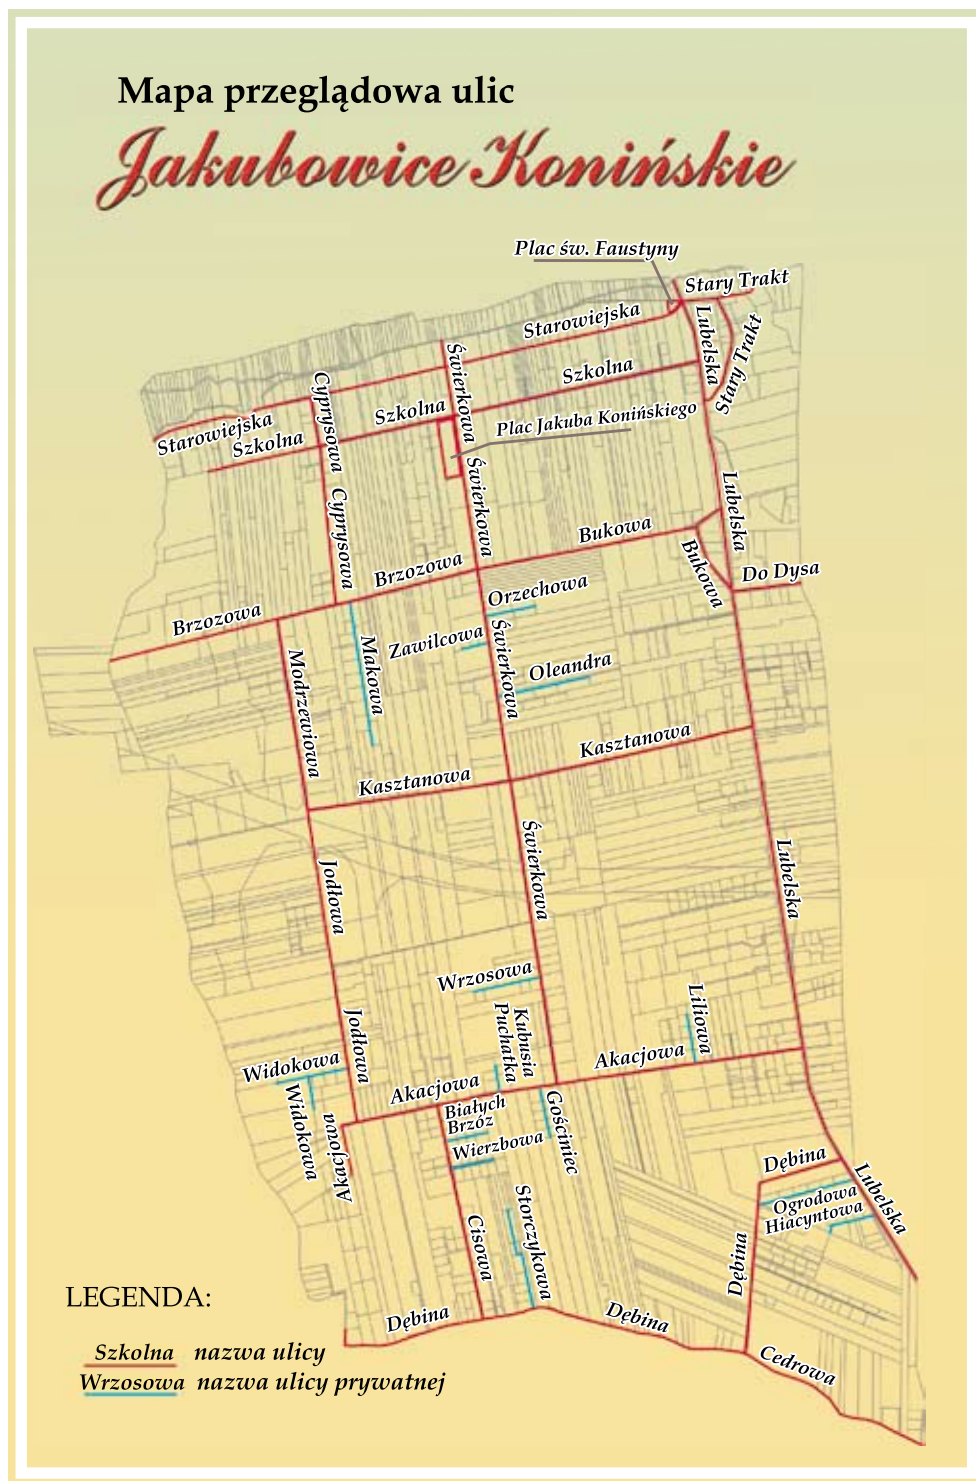 Mapa przeglądowa ulic
Jakubowice Konińskie
Plac św. Faustyny
Stary Trakt
Starowiejska
Lubelska
Stary Trakt
Świerkowa
Szkolna
Cyprysowa
Szkolna
Plac Jakuba Konińskiego
Starowiejska
Szkolna
Świerkowa
Lubelska
Cyprysowa
Bukowa
Bukowa
Do Dysa
Brzozowa
Orzechowa
Brzozowa
Zawilcowa
Świerkowa
Makowa
Oleandra
Modrzewiowa
Kasztanowa
Kasztanowa
Świerkowa
Lubelska
Jodłowa
Wrzosowa
Liliowa
Kubusia
Puchatka
Jodłowa
Widokowa
Akacjowa
Akacjowa
Widokowa
Akacjowa
Białych
Brzóz
Gościniec
Wierzbowa
Dębina
Lubelska
Ogrodowa
Hiacyntowa
Storczykowa
Cisowa
Dębina
Dębina
Dębina
Cedrowa
LEGENDA:
Szkolna nazwa ulicy
Wrzosowa nazwa ulicy prywatnej